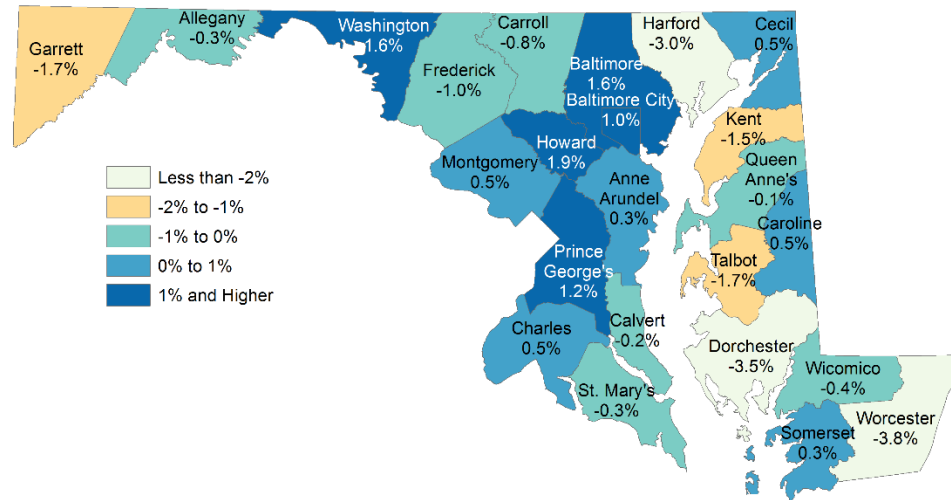 Garrett
-1.7%
Allegany
-0.3%
Washington
1.6%
Frederick
-1.0%
Carroll
-0.8%
Baltimore
1.6%
Baltimore City
1.0%
Harford
-3.0%
Cecil
0.5%
Kent
-1.5%
Queen
Anne's
-0.1%
Caroline
0.5%
Talbot
-1.7%
Howard
1.9%
Montgomery
0.5%
Anne
Arundel
0.3%
Prince
George's
1.2%
Charles
0.5%
Calvert
-0.2%
St. Mary's
-0.3%
Dorchester
-3.5%
Wicomico
-0.4%
Somerset
0.3%
Worcester
-3.8%
Less than -2%
-2% to -1%
-1% to 0%
0% to 1%
1% and Higher